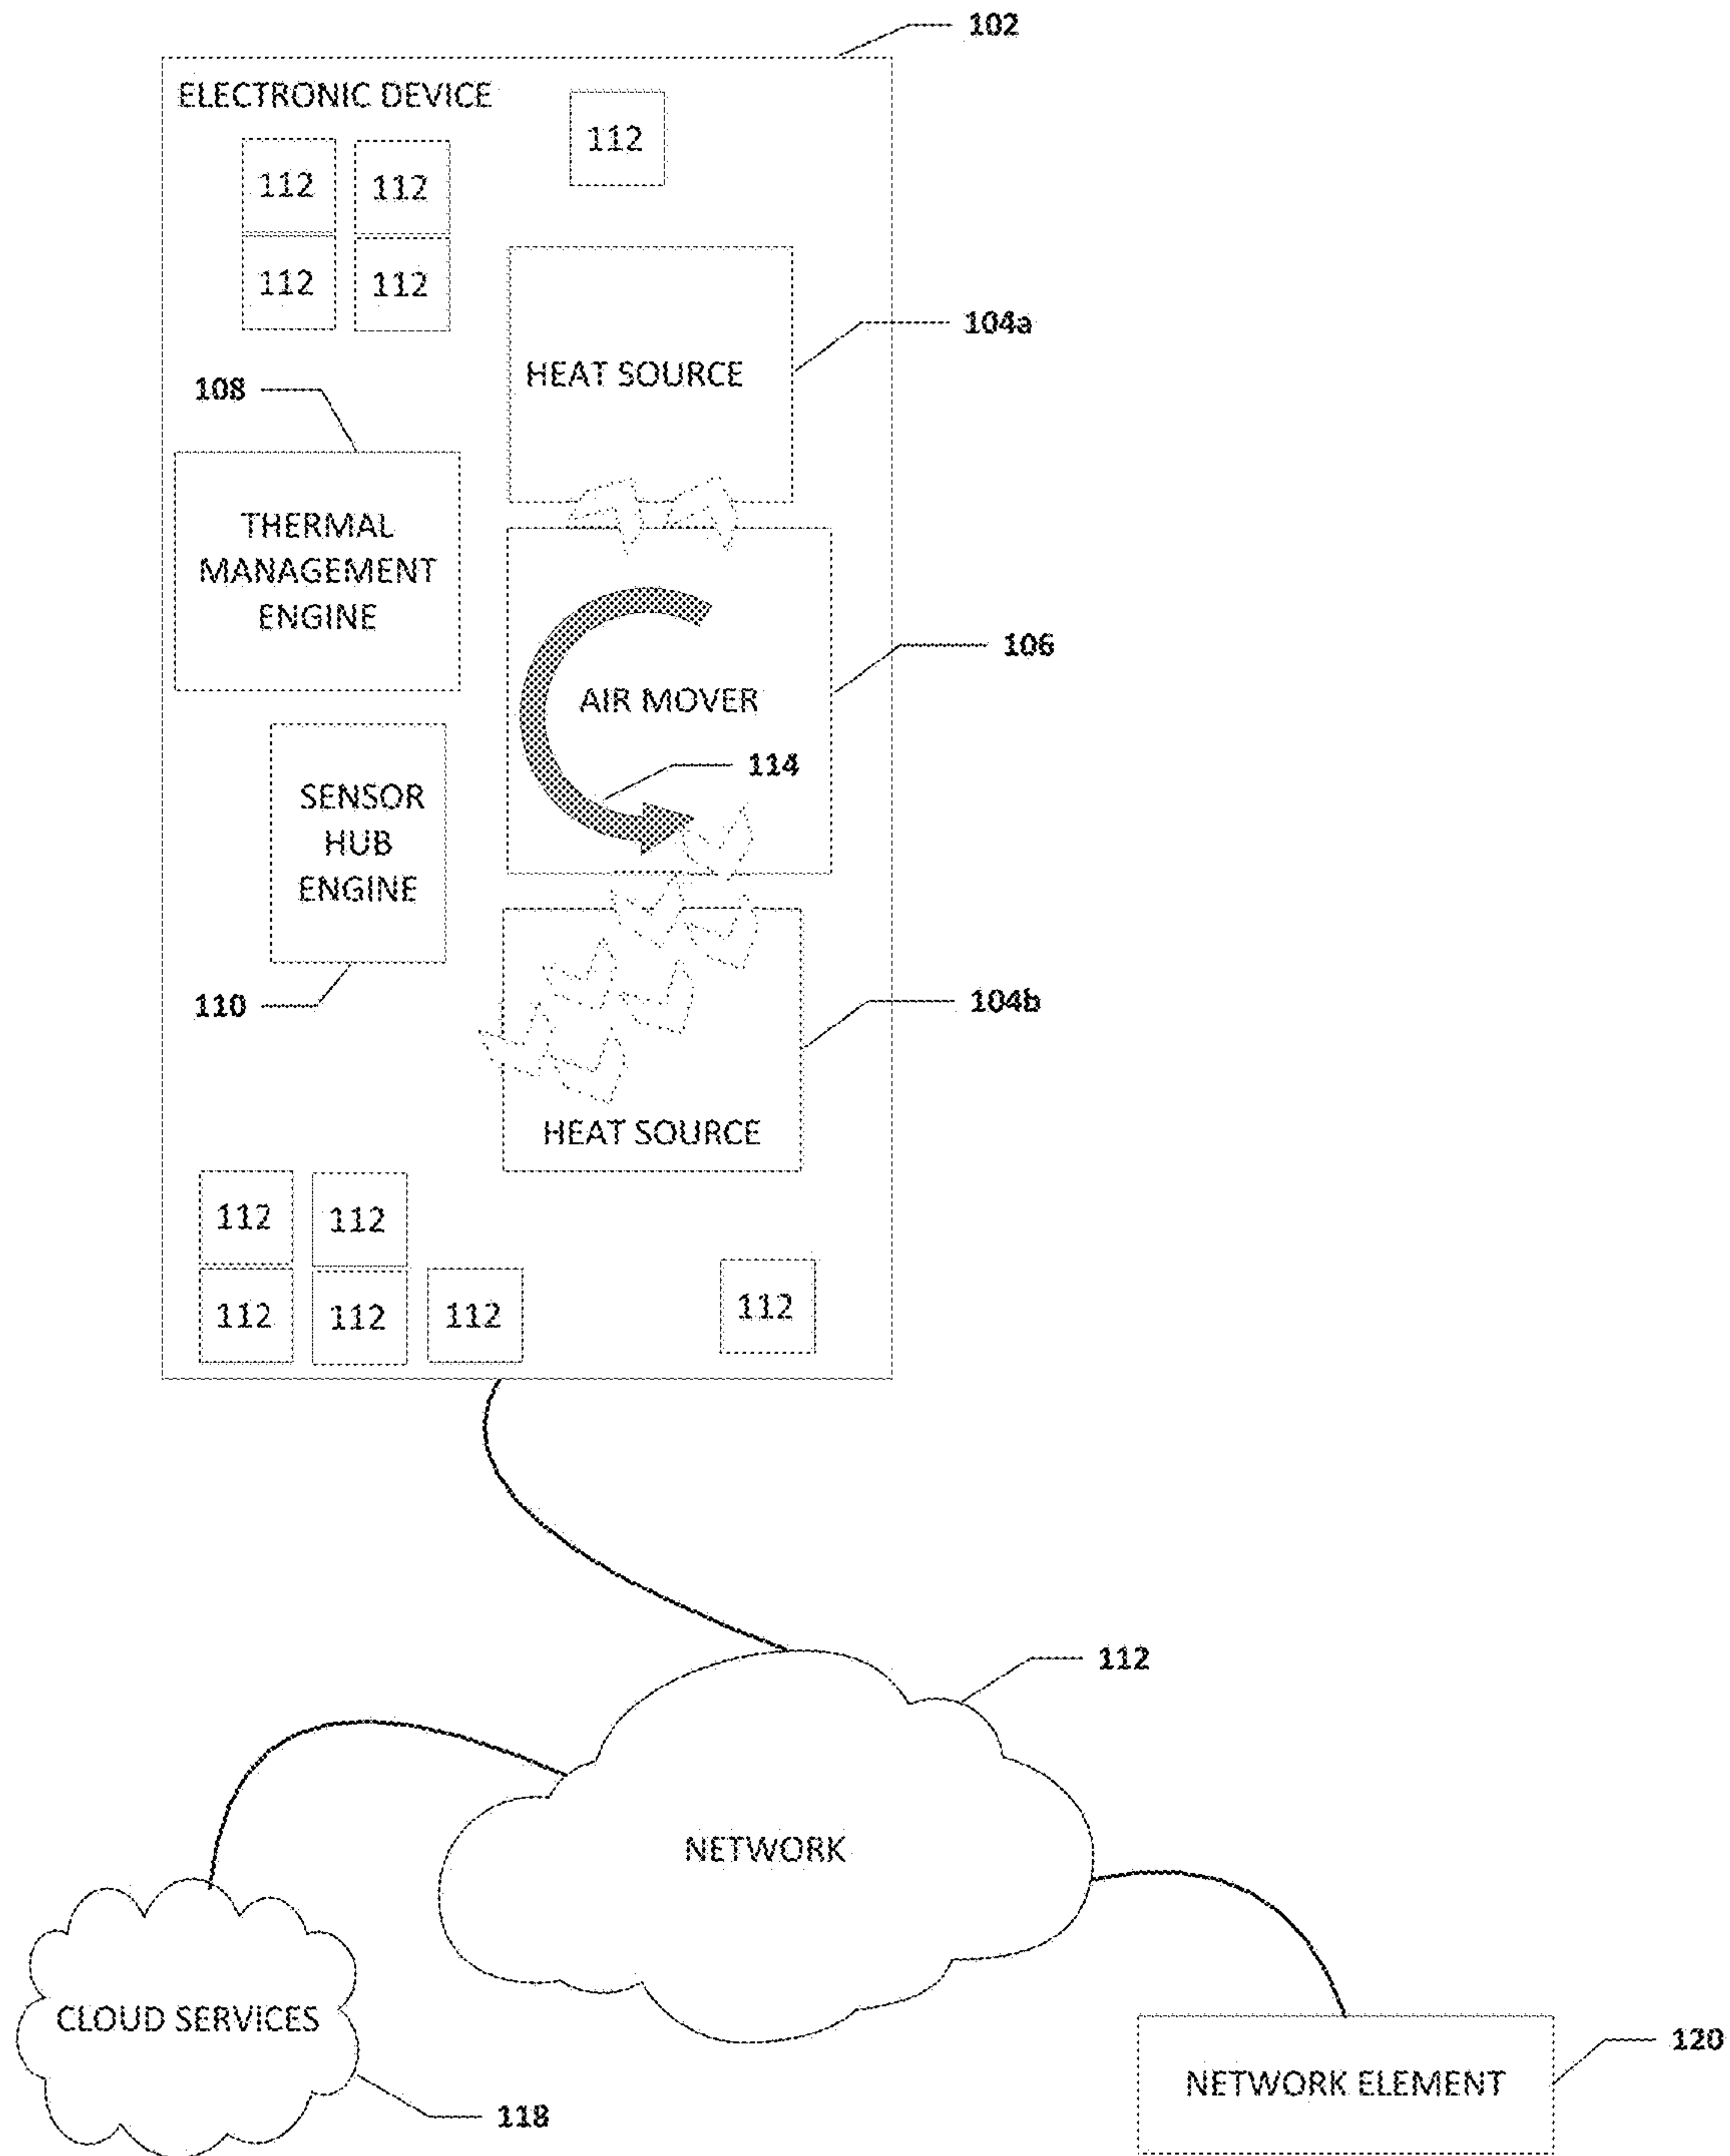 102
ELECTRONIC DEVICE
112
112
112
112
112
104a
HEAT SOURCE
108
THERMAL
MANAGEMENT
ENGINE
106
AIR MOVER
114
SENSOR
HUB
ENGINE
110
104b
HEAT SOURCE
112
112
112
112
112
112
112
NETWORK
CLOUD SERVICES
118
120
NETWORK ELEMENT